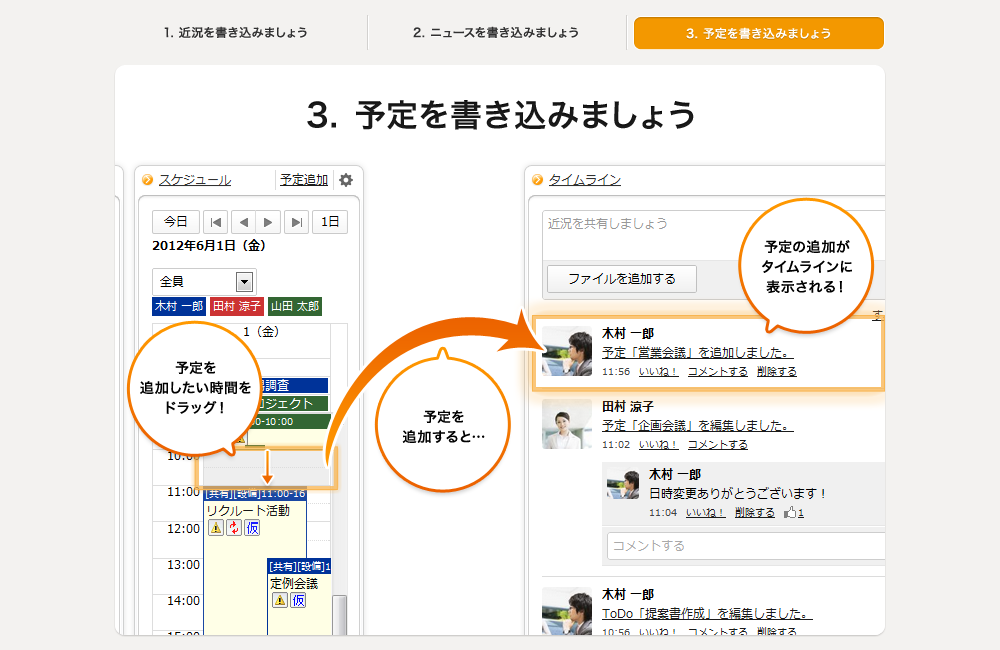 1. 近況を書き込みましょう
2. ニュースを書き込みましょう
3. 予定を書き込みましょう
3. 予定を書き込みましょう
スケジュール
予定追加
今日
1日
2012年6月1日（金）
全員
木村 一郎
田村 涼子
山田 太郎
1（金）
予定を
追加したい時間を
ドラッグ！
調査
ジェクト
00-10:00
10:00
11:00
[共有][設備]11:00-16
リクルート活動
仮
12:00
13:00
[共有][設備]1
定例会議
仮
14:00
15:00
予定を
追加すると…
タイムライン
近況を共有しましょう
ファイルを追加する
予定の追加が
タイムラインに
表示される！
す
木村 一郎
予定「営業会議」を追加しました。
11:56 いいね！ コメントする 削除する
田村 涼子
予定「企画会議」を編集しました。
11:02 いいね！ コメントする
木村 一郎
日時変更ありがとうございます！
11:04 いいね！ 削除する 1
コメントする
木村 一郎
ToDo「提案書作成」を編集しました。
10:56 いいね！ コメントする 削除する